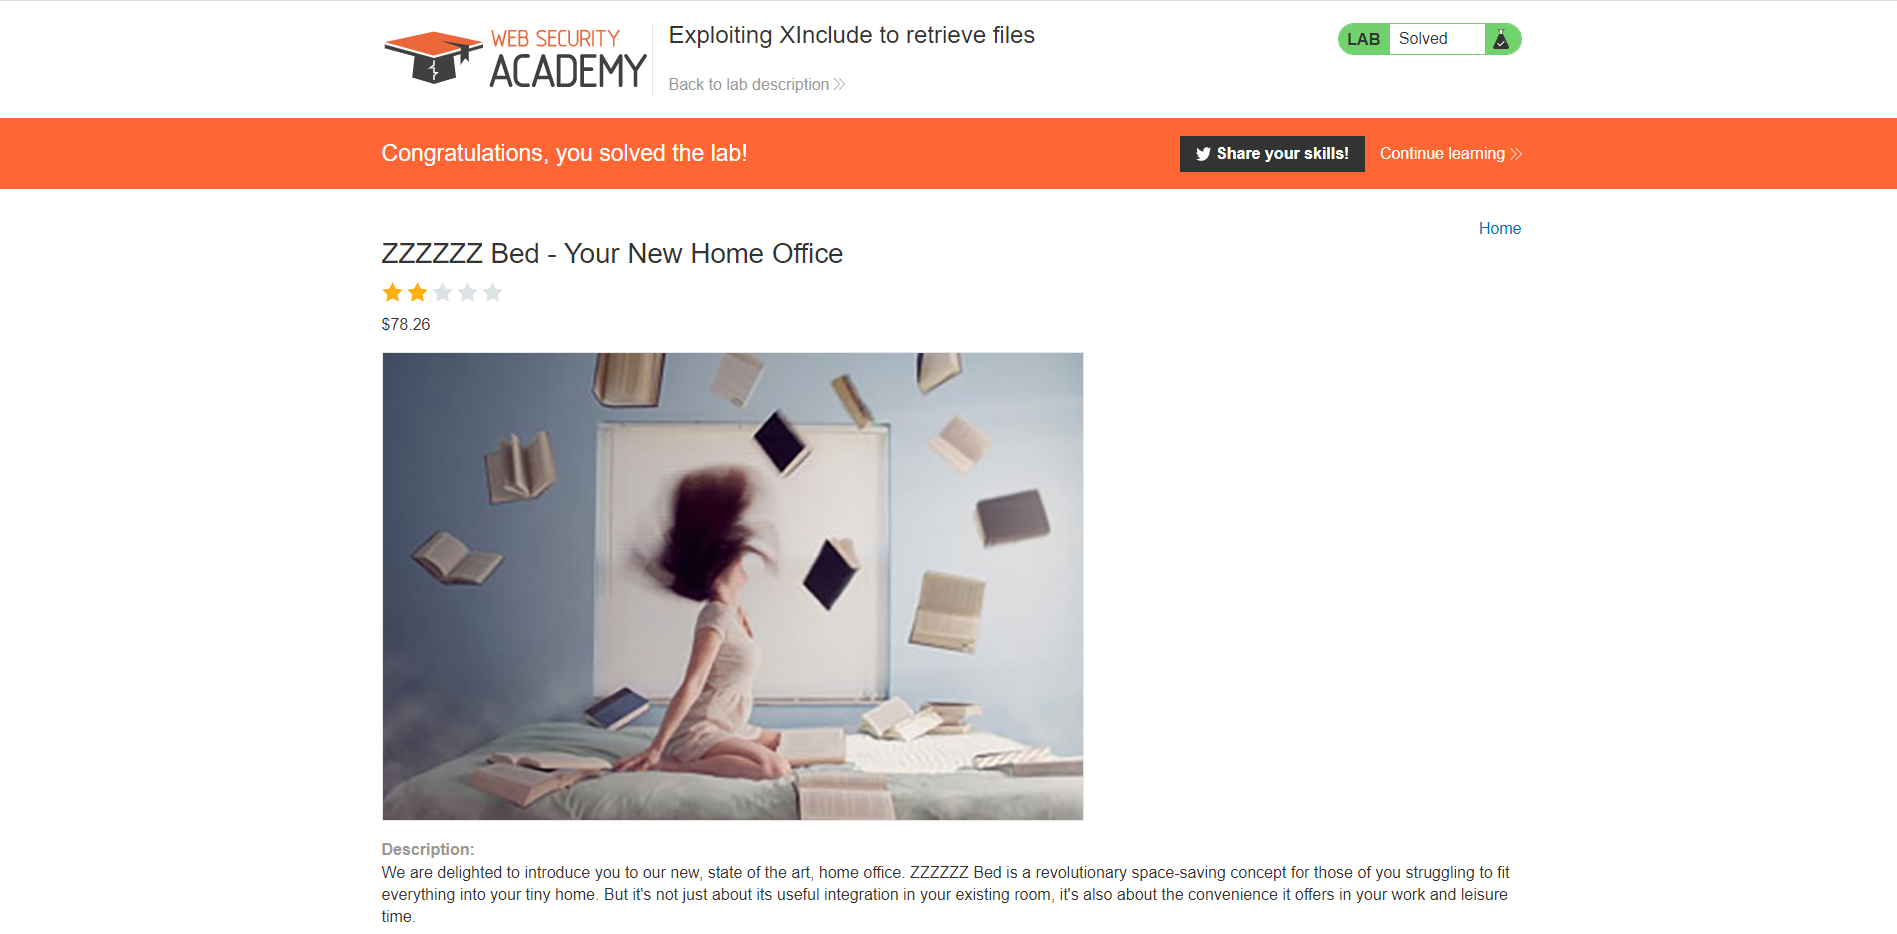 WEB SECURITY
ACADEMY
Exploiting XInclude to retrieve files
Back to lab description
LAB Solved
Congratulations, you solved the lab!
Share your skills! Continue learning
Home
ZZZZZZ Bed - Your New Home Office
$78.26
Description:
We are delighted to introduce you to our new, state of the art, home office. ZZZZZZ Bed is a revolutionary space-saving concept for those of you struggling to fit
everything into your tiny home. But it's not just about its useful integration in your existing room, it's also about the convenience it offers in your work and leisure
time.